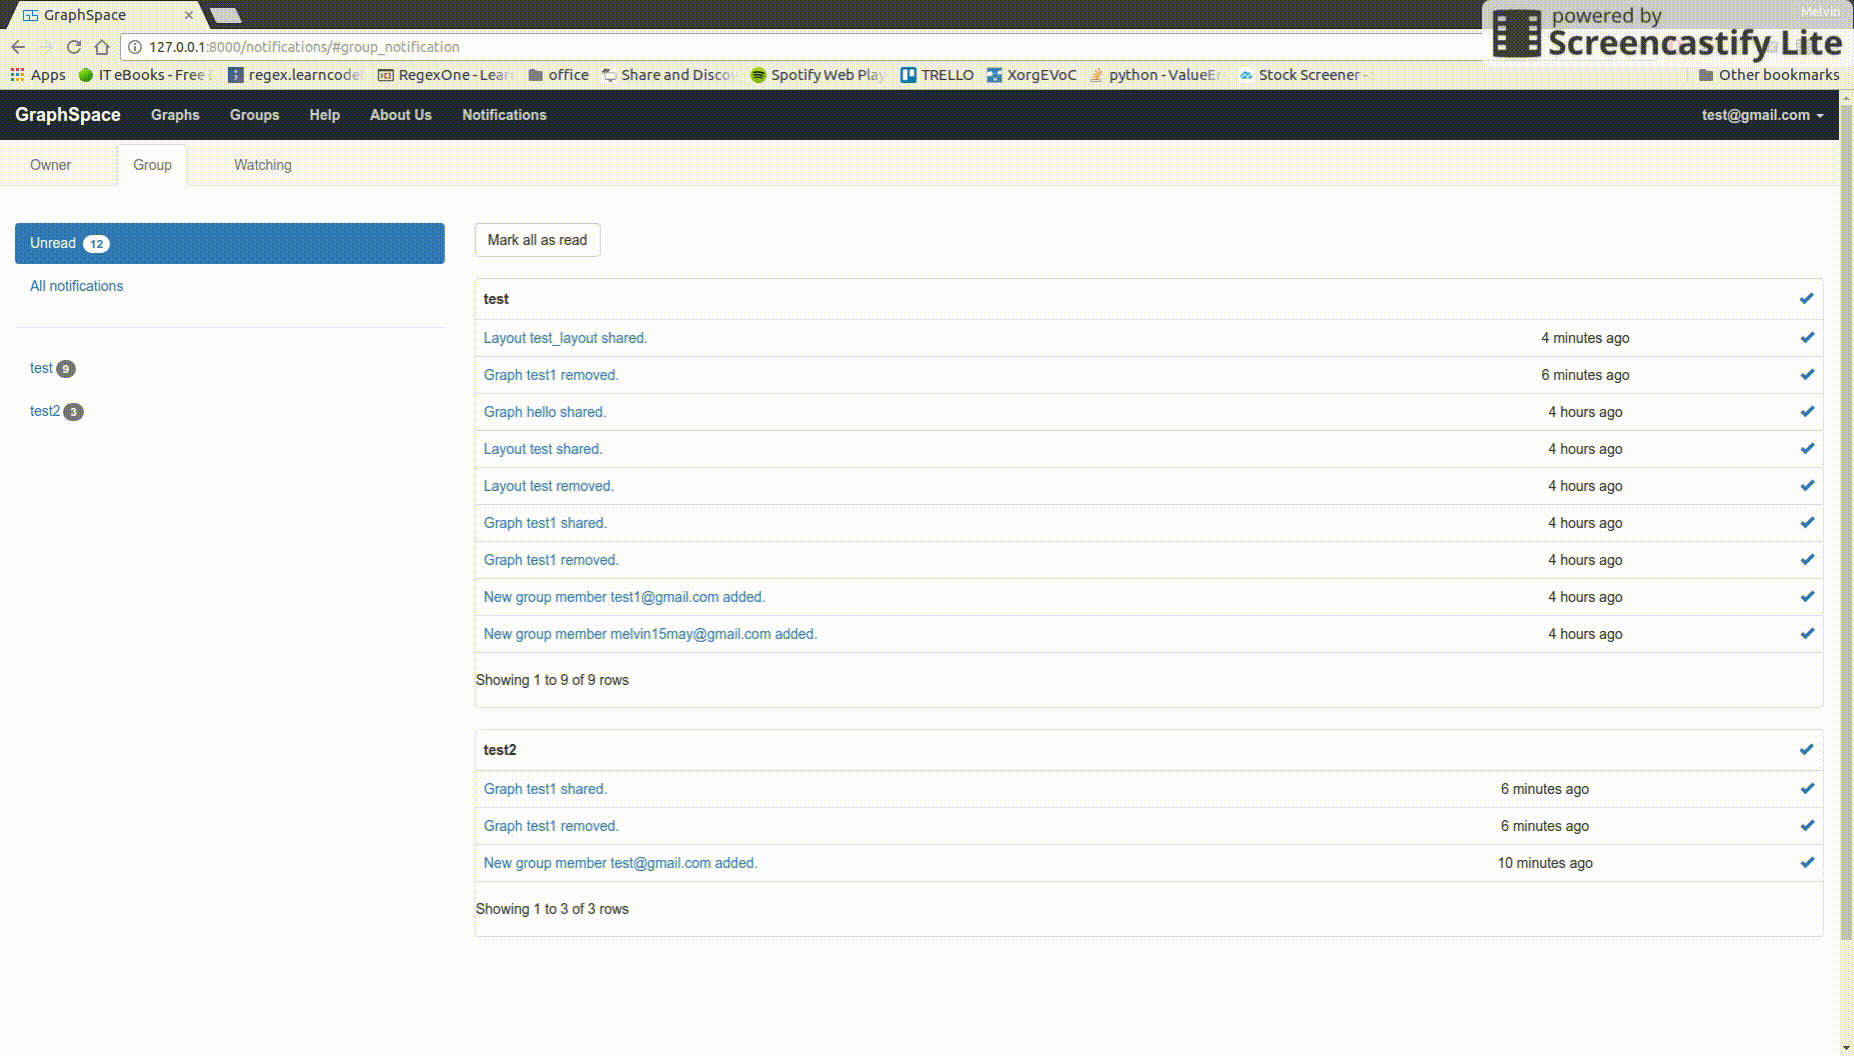 GraphSpace
Melvin
powered by
Screencastify Lite
127.0.0.1:8000/notifications/#group_notification
Apps IT eBooks - Free regex.learncode RegexOne - Lear office Share and Disco Spotify Web Play TRELLO XorgEVoC python - ValueEr Stock Screener - Other bookmarks
GraphSpace Graphs Groups Help About Us Notifications test@gmail.com
Owner Group Watching
Unread 12
All notifications
test 9
test2 3
Mark all as read
test
Layout test_layout shared. 4 minutes ago
Graph test1 removed. 6 minutes ago
Graph hello shared. 4 hours ago
Layout test shared. 4 hours ago
Layout test removed. 4 hours ago
Graph test1 shared. 4 hours ago
Graph test1 removed. 4 hours ago
New group member test1@gmail.com added. 4 hours ago
New group member melvin15may@gmail.com added. 4 hours ago
Showing 1 to 9 of 9 rows
test2
Graph test1 shared. 6 minutes ago
Graph test1 removed. 6 minutes ago
New group member test@gmail.com added. 10 minutes ago
Showing 1 to 3 of 3 rows